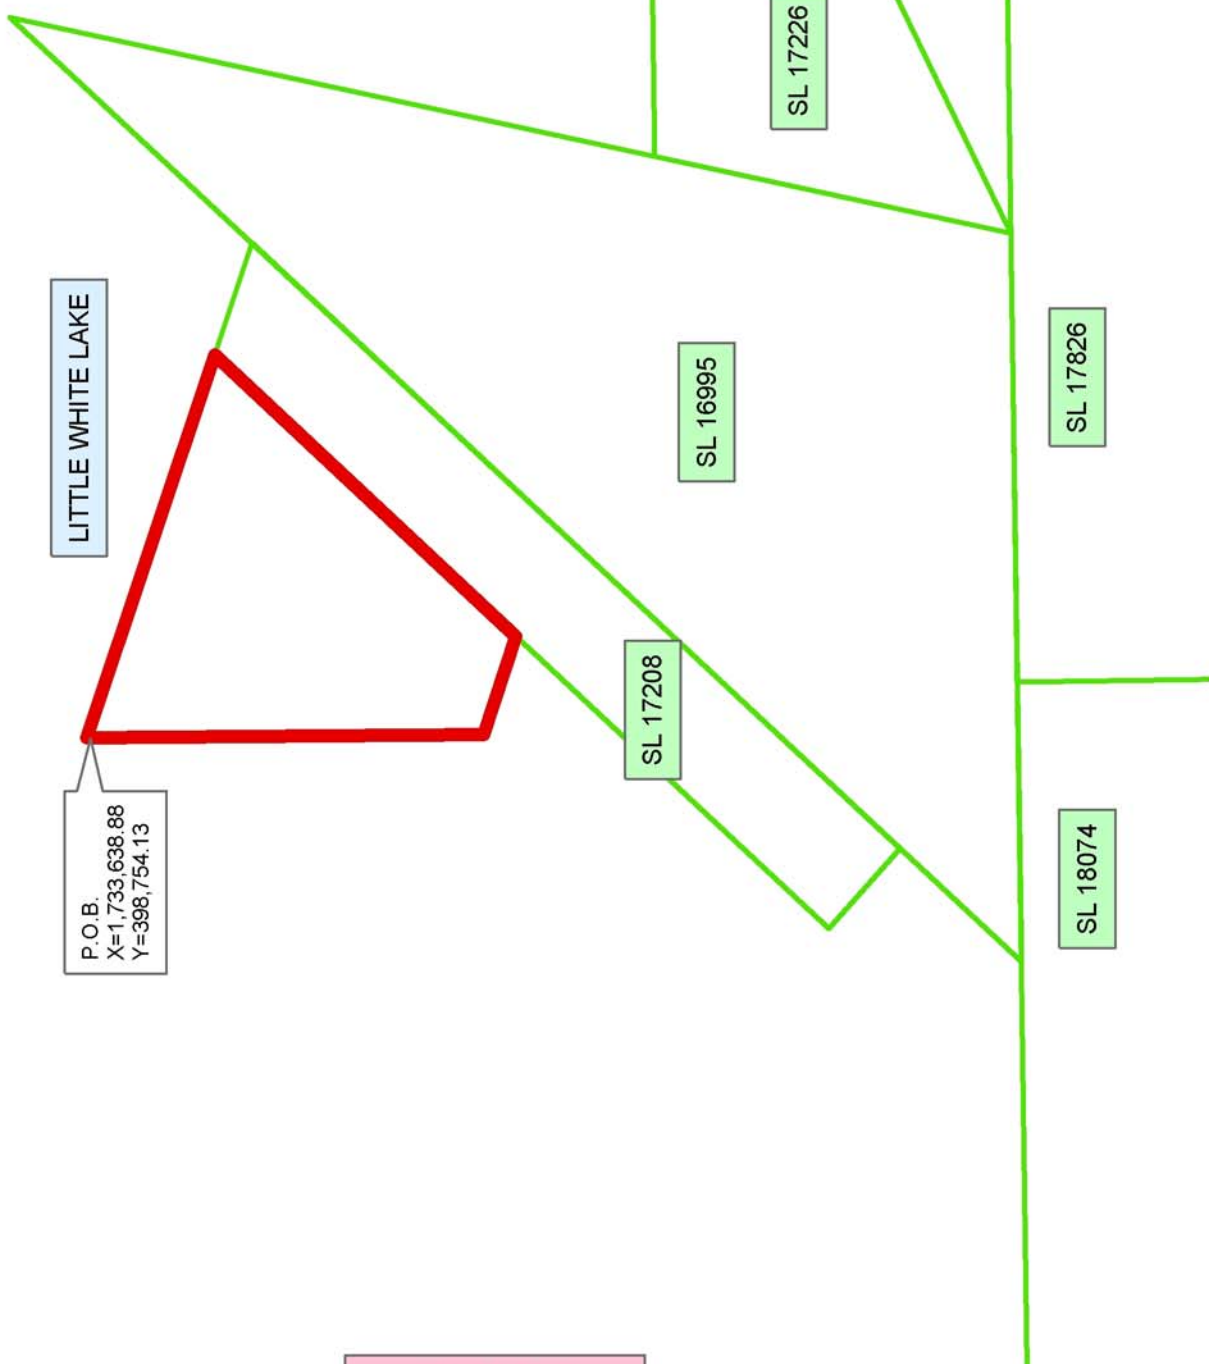 LITTLE WHITE LAKE
P.O.B.
X=1,733,638.88
Y=398,754.13
SL 17208
SL 16995
SL 17226
SL 17826
SL 18074